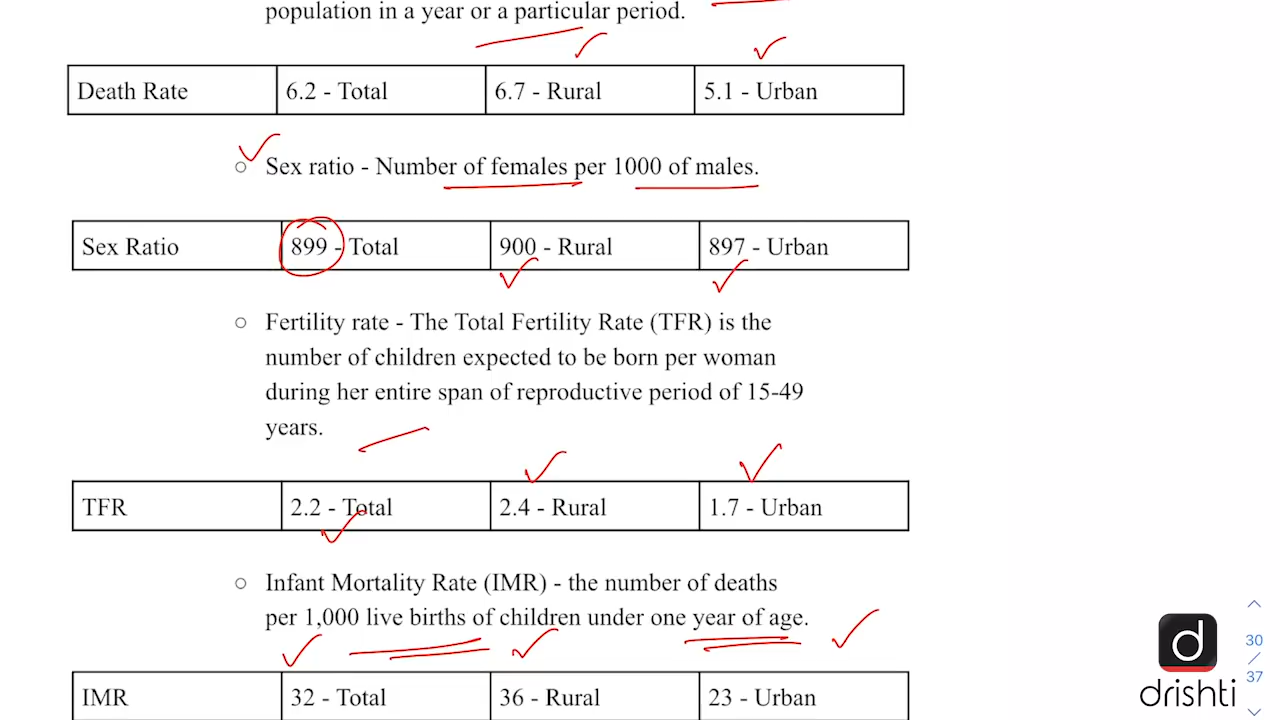 population in a year or a particular period.
Death Rate 6.2 - Total 6.7 - Rural 5.1 - Urban
○ Sex ratio - Number of females per 1000 of males.
Sex Ratio 899 - Total 900 - Rural 897 - Urban
○ Fertility rate - The Total Fertility Rate (TFR) is the
number of children expected to be born per woman
during her entire span of reproductive period of 15-49
years.
TFR 2.2 - Total 2.4 - Rural 1.7 - Urban
○ Infant Mortality Rate (IMR) - the number of deaths
per 1,000 live births of children under one year of age.
IMR 32 - Total 36 - Rural 23 - Urban
30
/
37
d
drishti